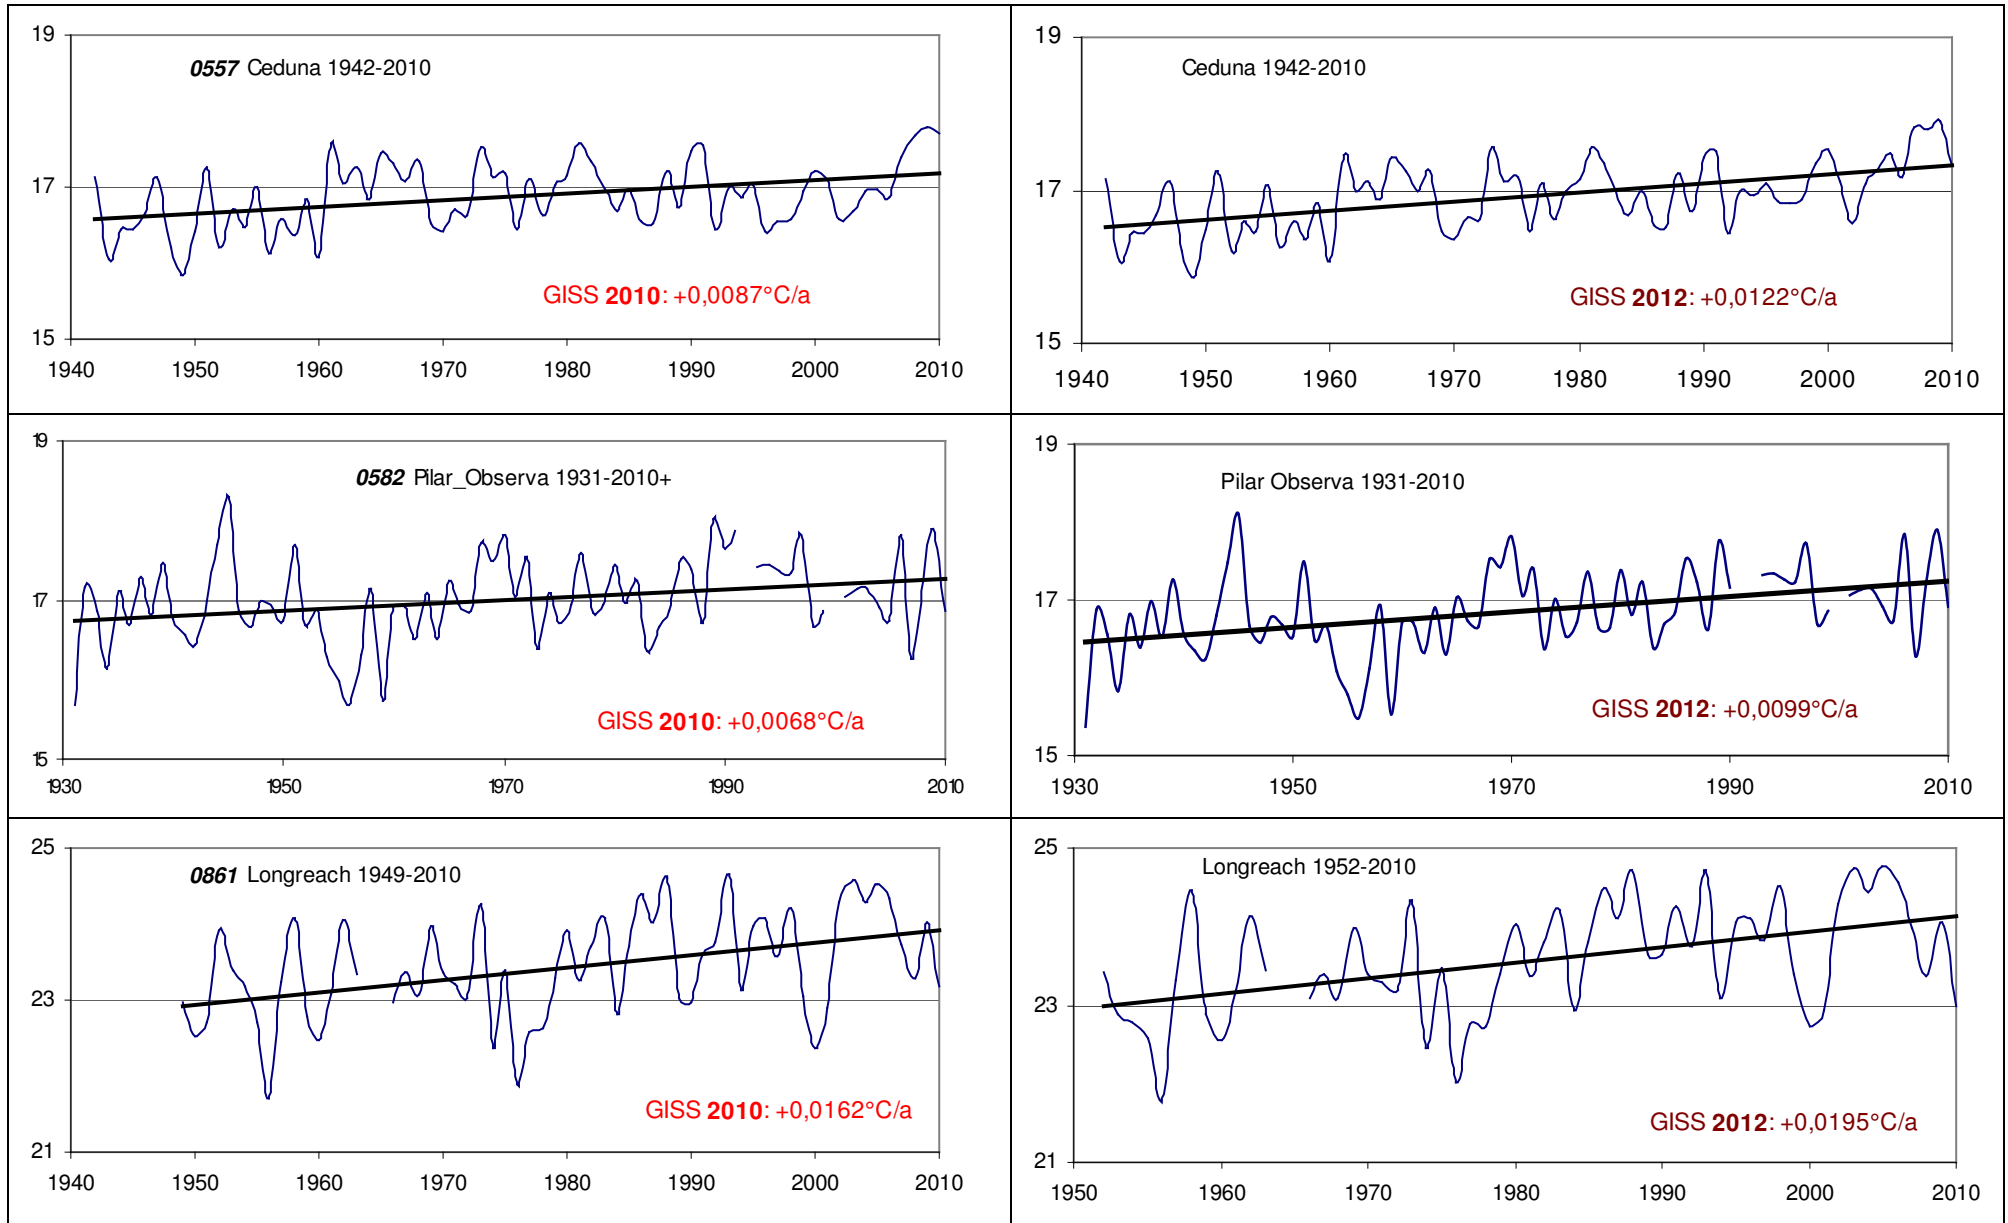 19
0557 Ceduna 1942-2010
17
GISS 2010: +0,0087°C/a
15
1940 1950 1960 1970 1980 1990 2000 2010
19
Ceduna 1942-2010
17
GISS 2012: +0,0122°C/a
15
1940 1950 1960 1970 1980 1990 2000 2010
19
0582 Pilar_Observa 1931-2010+
17
GISS 2010: +0,0068°C/a
15
1930 1950 1970 1990 2010
19
Pilar Observa 1931-2010
17
GISS 2012: +0,0099°C/a
15
1930 1950 1970 1990 2010
25
0861 Longreach 1949-2010
23
GISS 2010: +0,0162°C/a
21
1940 1950 1960 1970 1980 1990 2000 2010
25
Longreach 1952-2010
23
GISS 2012: +0,0195°C/a
21
1950 1960 1970 1980 1990 2000 2010